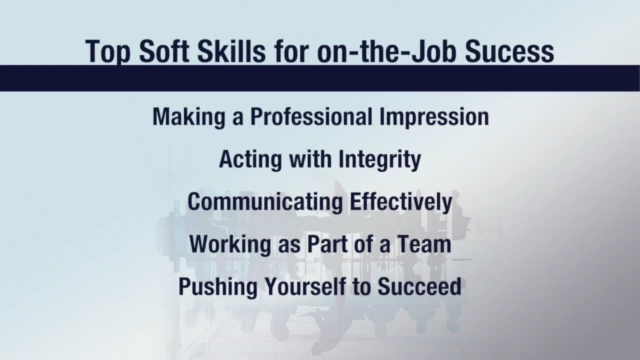 Top Soft Skills for on-the-Job Sucess
Making a Professional Impression
Acting with Integrity
Communicating Effectively
Working as Part of a Team
Pushing Yourself to Succeed